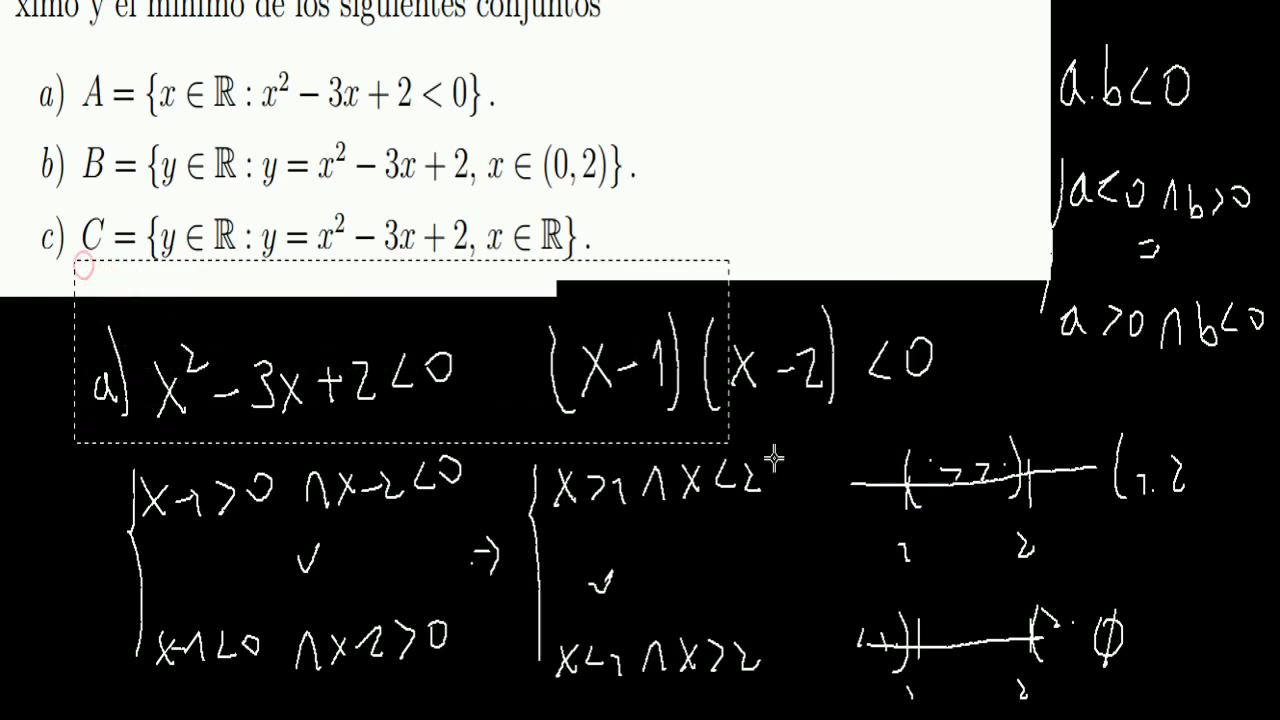 ximo y el mínimo de los siguientes conjuntos
a) A = {x ∈ ℝ : x² − 3x + 2 < 0}.
b) B = {y ∈ ℝ : y = x² − 3x + 2, x ∈ (0, 2)}.
c) C = {y ∈ ℝ : y = x² − 3x + 2, x ∈ ℝ}.
a.b<0
a<0 ∧ b>0
a>0 ∧ b<0
a) x² − 3x + 2 < 0 (x−1)(x−2) < 0
x−1>0 ∧ x−2<0
∨
x−1<0 ∧ x−2>0
⇒
x>1 ∧ x<2
∨
x<1 ∧ x>2
1 2
(1.2
1 2
∅